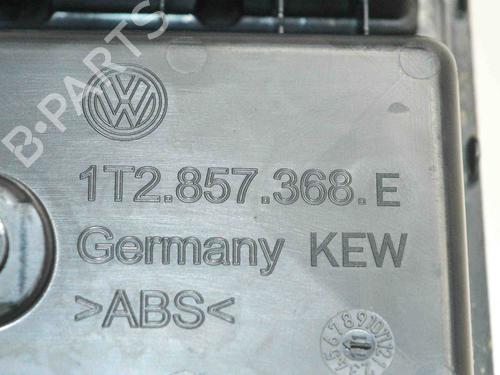 B-PARTS
1T2.857.368.E
Germany KEW
>ABS<